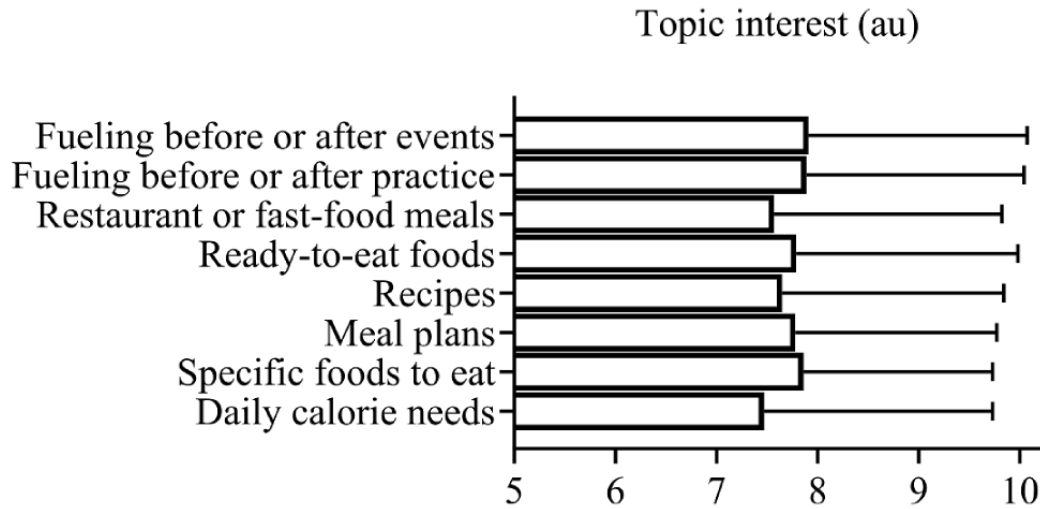 Topic interest (au)
Fueling before or after events
Fueling before or after practice
Restaurant or fast-food meals
Ready-to-eat foods
Recipes
Meal plans
Specific foods to eat
Daily calorie needs
5 6 7 8 9 10